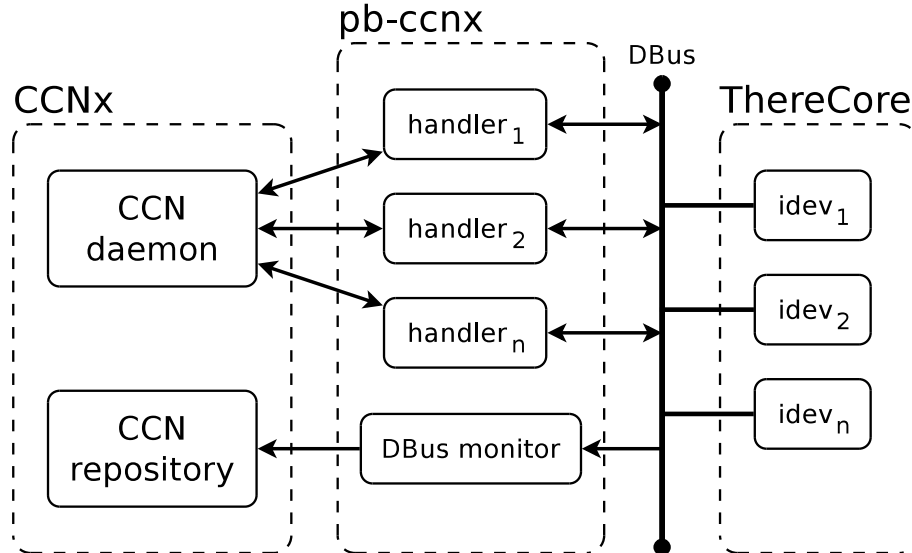 pb-ccnx
DBus
CCNx
ThereCore
handler₁
CCN
daemon
handler₂
handlerₙ
idev₁
idev₂
idevₙ
CCN
repository
DBus monitor